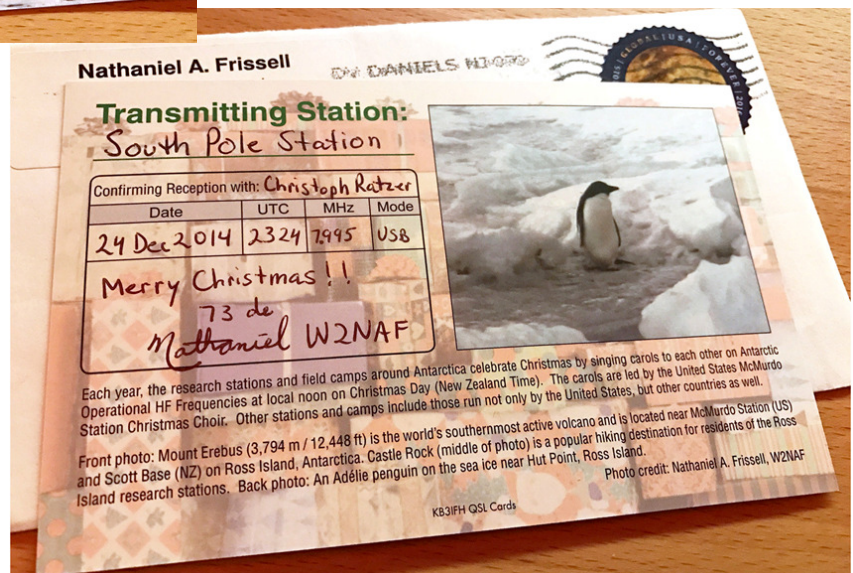 Nathaniel A. Frissell
DV DANIELS NJ 070
GLOBAL | USA | FOREVER
Transmitting Station:
South Pole Station
Confirming Reception with: Christoph Ratzer
Date UTC MHz Mode
24 Dec 2014 2324 7.995 USB
Merry Christmas !!
73 de
Nathaniel W2NAF
Each year, the research stations and field camps around Antarctica celebrate Christmas by singing carols to each other on Antarctic
Operational HF Frequencies at local noon on Christmas Day (New Zealand Time). The carols are led by the United States McMurdo
Station Christmas Choir. Other stations and camps include those run not only by the United States, but other countries as well.
Front photo: Mount Erebus (3,794 m / 12,448 ft) is the world's southernmost active volcano and is located near McMurdo Station (US)
and Scott Base (NZ) on Ross Island, Antarctica. Castle Rock (middle of photo) is a popular hiking destination for residents of the Ross
Island research stations. Back photo: An Adélie penguin on the sea ice near Hut Point, Ross Island.
Photo credit: Nathaniel A. Frissell, W2NAF
KB3IFH QSL Cards